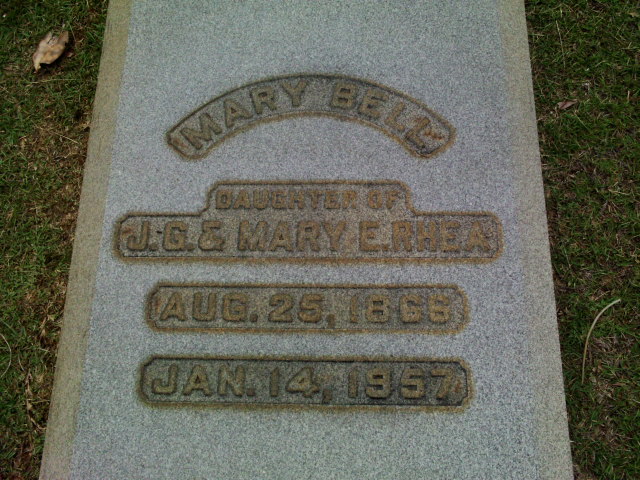 MARY BELL
DAUGHTER OF
J.G. & MARY E. RHEA
AUG. 25, 1868
JAN. 14, 1957